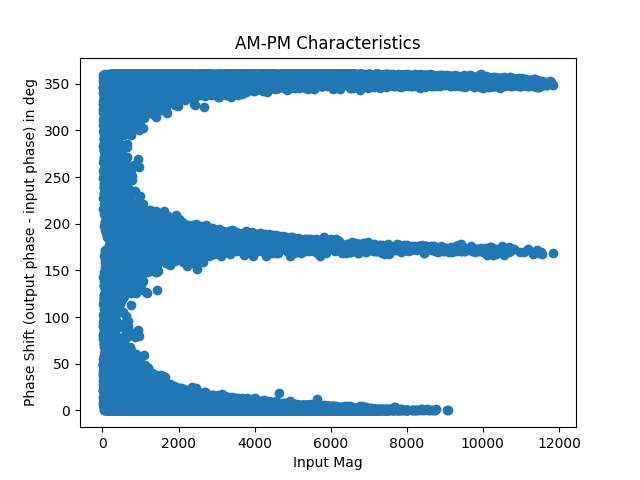 AM-PM Characteristics
Phase Shift (output phase - input phase) in deg
350
300
250
200
150
100
50
0
0 2000 4000 6000 8000 10000 12000
Input Mag